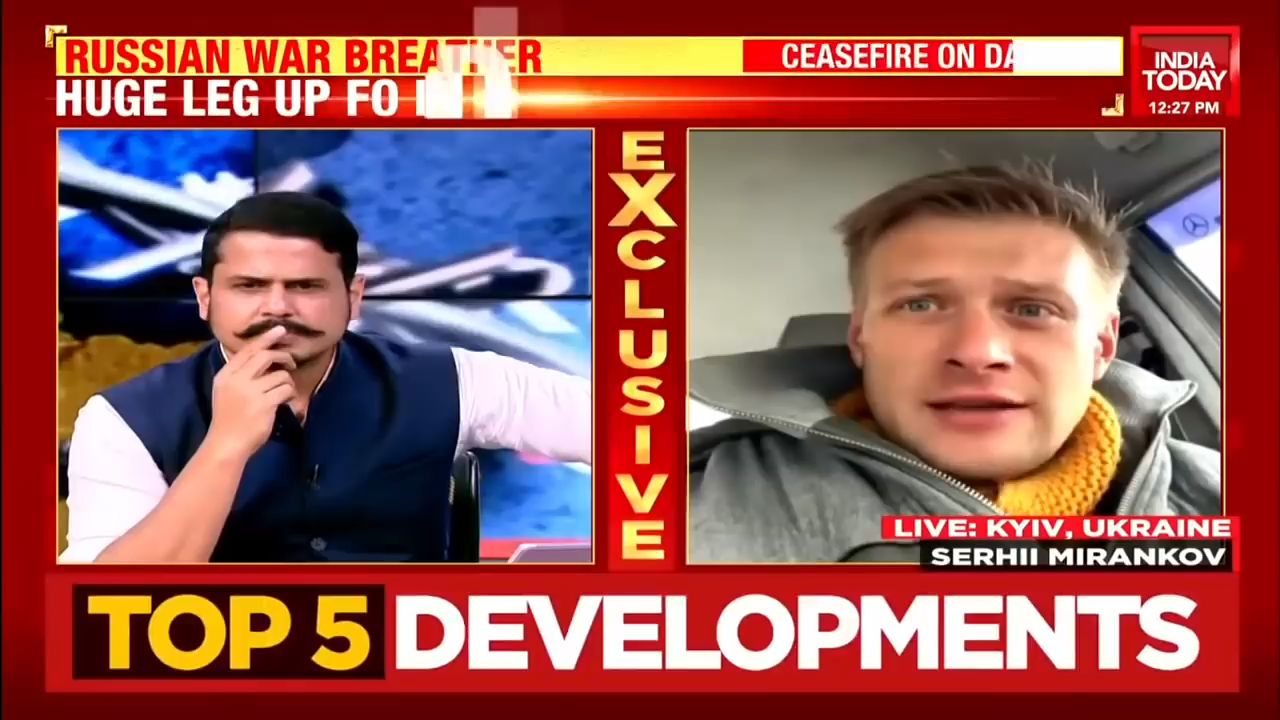 RUSSIAN WAR BREATHER
CEASEFIRE ON
HUGE LEG UP
INDIA
TODAY
12:27 PM
EXCLUSIVE
LIVE: KYIV, UKRAINE
SERHII MIRANKOV
TOP 5 DEVELOPMENTS